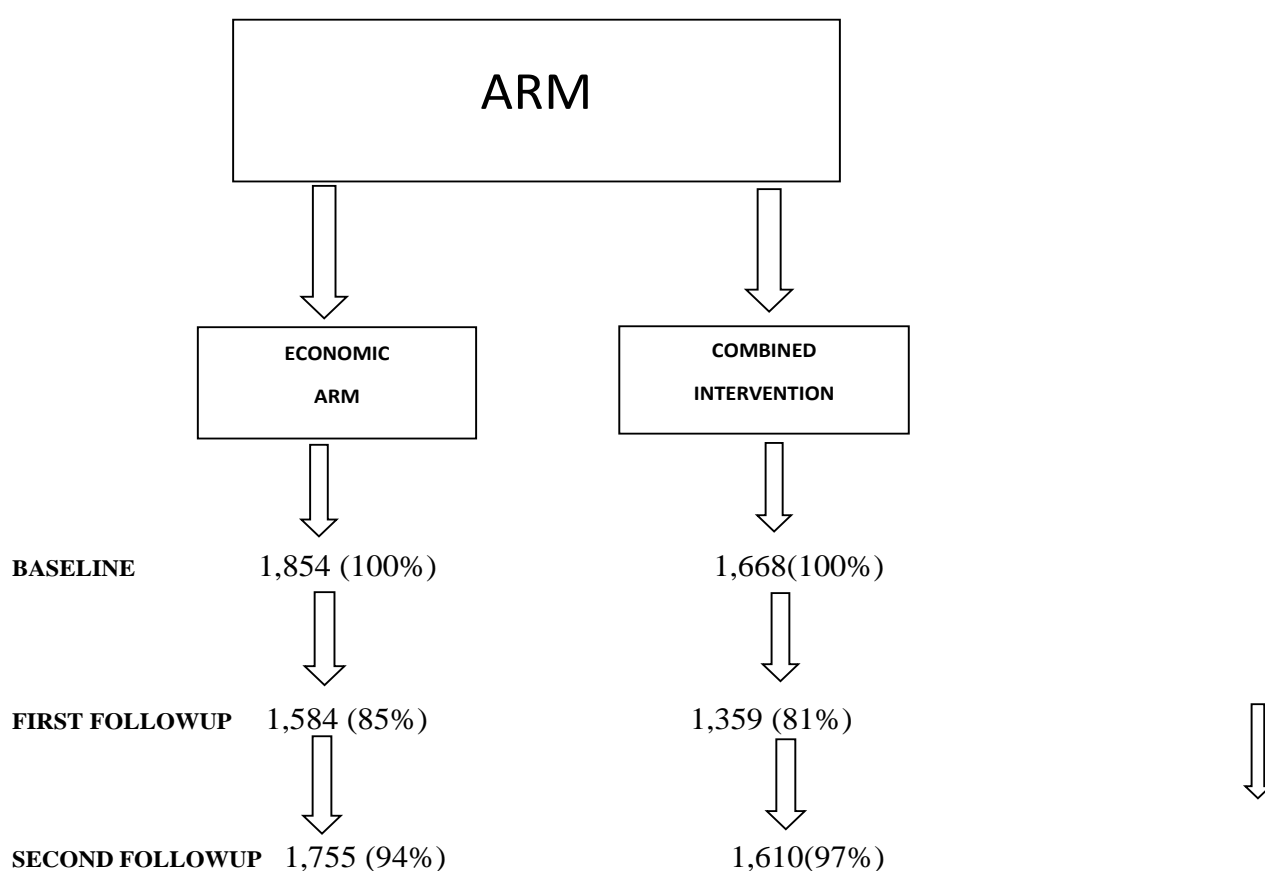 ARM
ECONOMIC
ARM
COMBINED
INTERVENTION
BASELINE 1,854 (100%) 1,668(100%)
FIRST FOLLOWUP 1,584 (85%) 1,359 (81%)
SECOND FOLLOWUP 1,755 (94%) 1,610(97%)